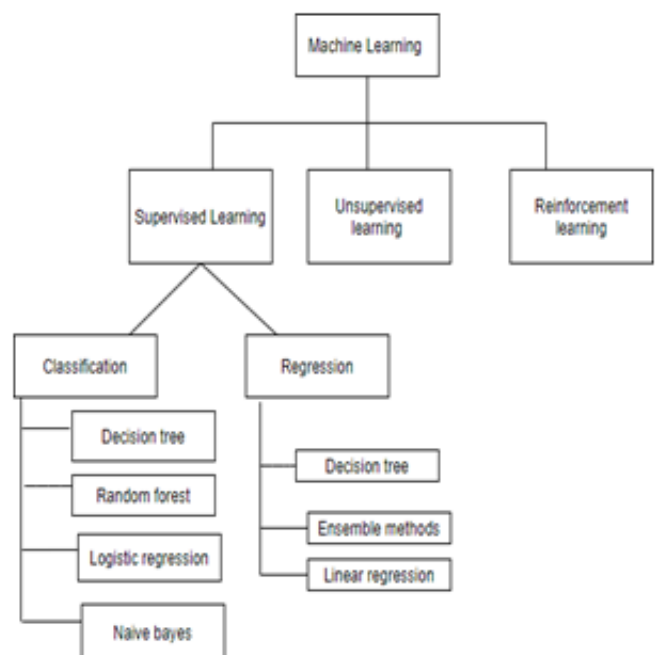 Machine Learning
Supervised Learning
Unsupervised
learning
Reinforcement
learning
Classification
Regression
Decision tree
Random forest
Logistic regression
Naive bayes
Decision tree
Ensemble methods
Linear regression